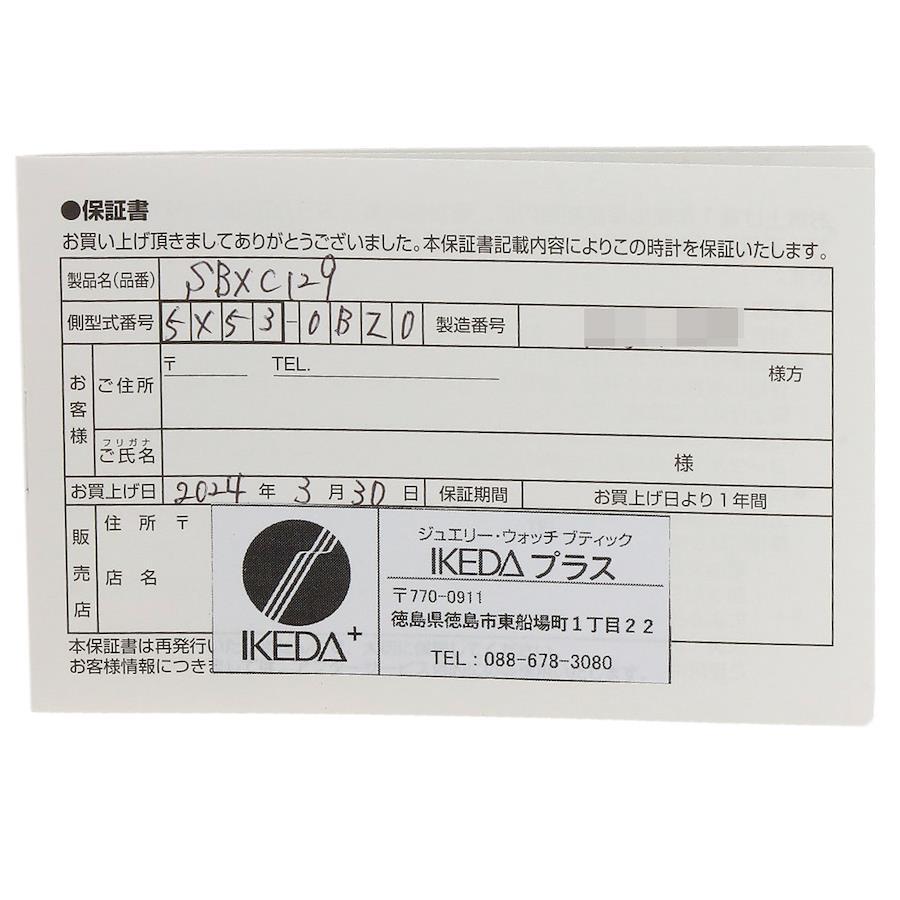 ●保証書
お買い上げ頂きましてありがとうございました。本保証書記載内容によりこの時計を保証いたします。
製品名(品番) SBXC129
側型式番号 5X53-0BZ0 製造番号
お客様 ご住所 〒 TEL. 様方
フリガナ
ご氏名 様
お買上げ日 2024 年 3 月 30 日 保証期間 お買上げ日より1年間
販売店 住所 〒
店名
IKEDA+
ジュエリー・ウォッチ ブティック
IKEDAプラス
〒770-0911
徳島県徳島市東船場町1丁目22
TEL:088-678-3080
本保証書は再発行い
お客様情報につき